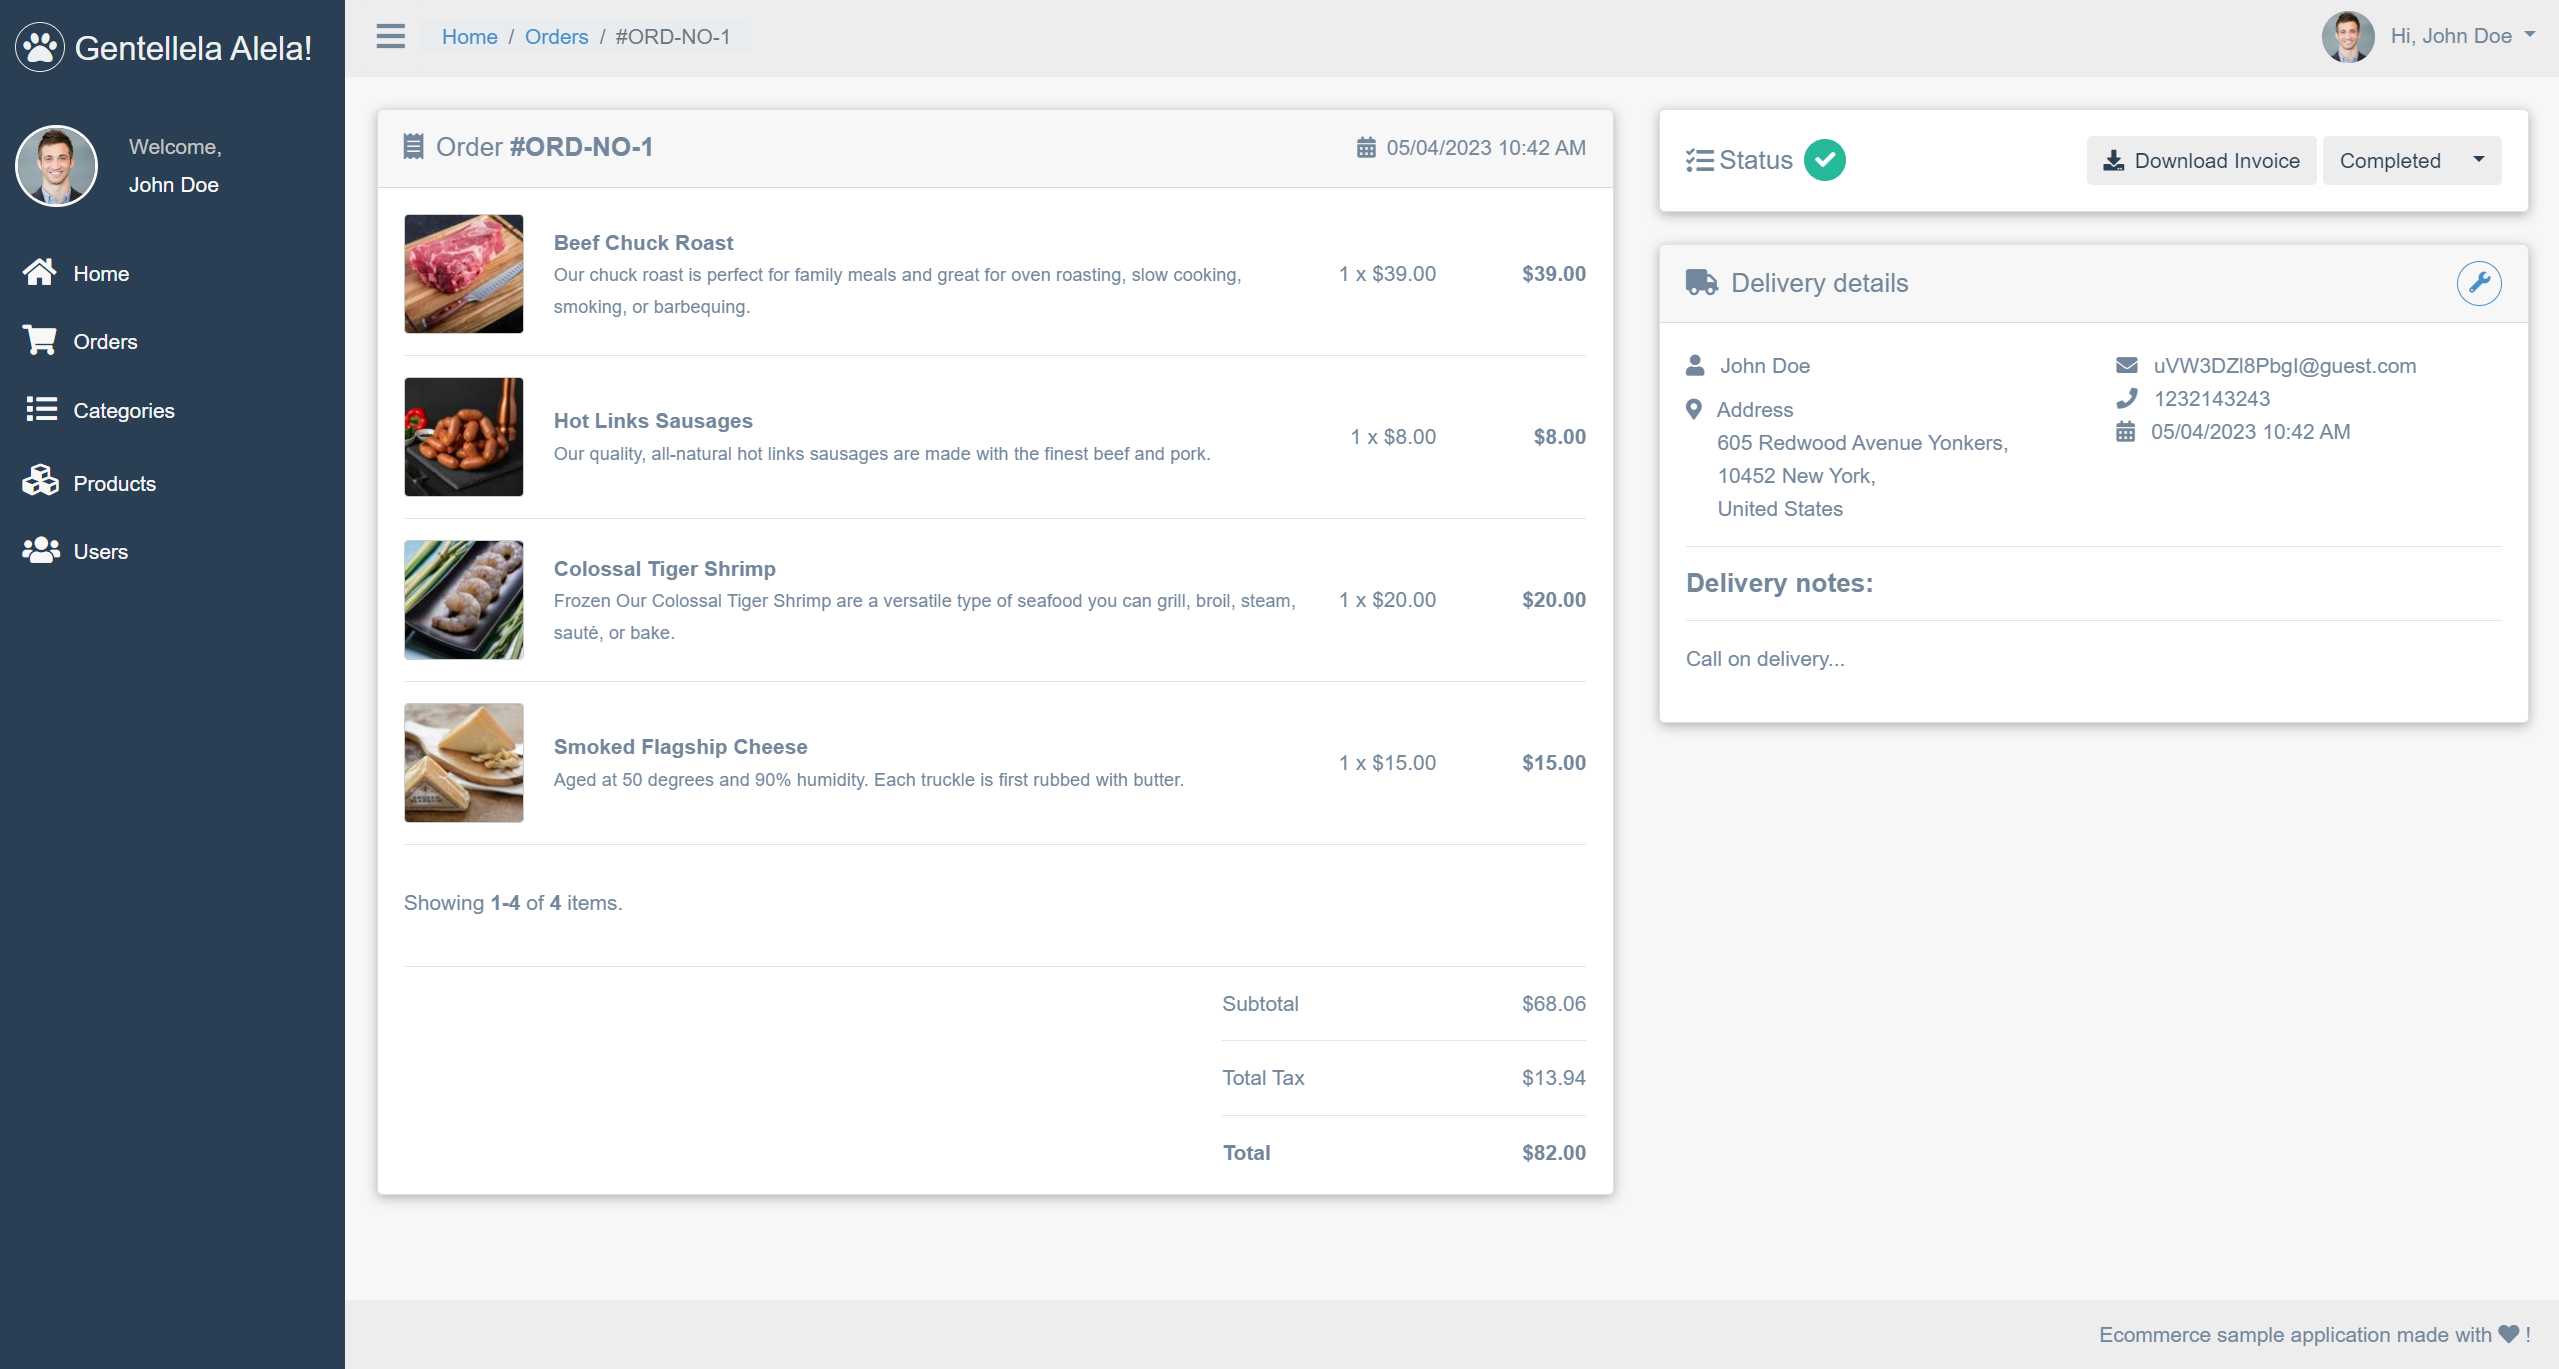 Gentellela Alela!
Welcome,
John Doe
Home
Orders
Categories
Products
Users
Home / Orders / #ORD-NO-1
Hi, John Doe
Order #ORD-NO-1
05/04/2023 10:42 AM
Beef Chuck Roast
Our chuck roast is perfect for family meals and great for oven roasting, slow cooking,
smoking, or barbequing.
1 x $39.00
$39.00
Hot Links Sausages
Our quality, all-natural hot links sausages are made with the finest beef and pork.
1 x $8.00
$8.00
Colossal Tiger Shrimp
Frozen Our Colossal Tiger Shrimp are a versatile type of seafood you can grill, broil, steam,
sauté, or bake.
1 x $20.00
$20.00
Smoked Flagship Cheese
Aged at 50 degrees and 90% humidity. Each truckle is first rubbed with butter.
1 x $15.00
$15.00
Showing 1-4 of 4 items.
Subtotal $68.06
Total Tax $13.94
Total $82.00
Status
Download Invoice
Completed
Delivery details
John Doe
Address
605 Redwood Avenue Yonkers,
10452 New York,
United States
uVW3DZl8PbgI@guest.com
1232143243
05/04/2023 10:42 AM
Delivery notes:
Call on delivery...
Ecommerce sample application made with !